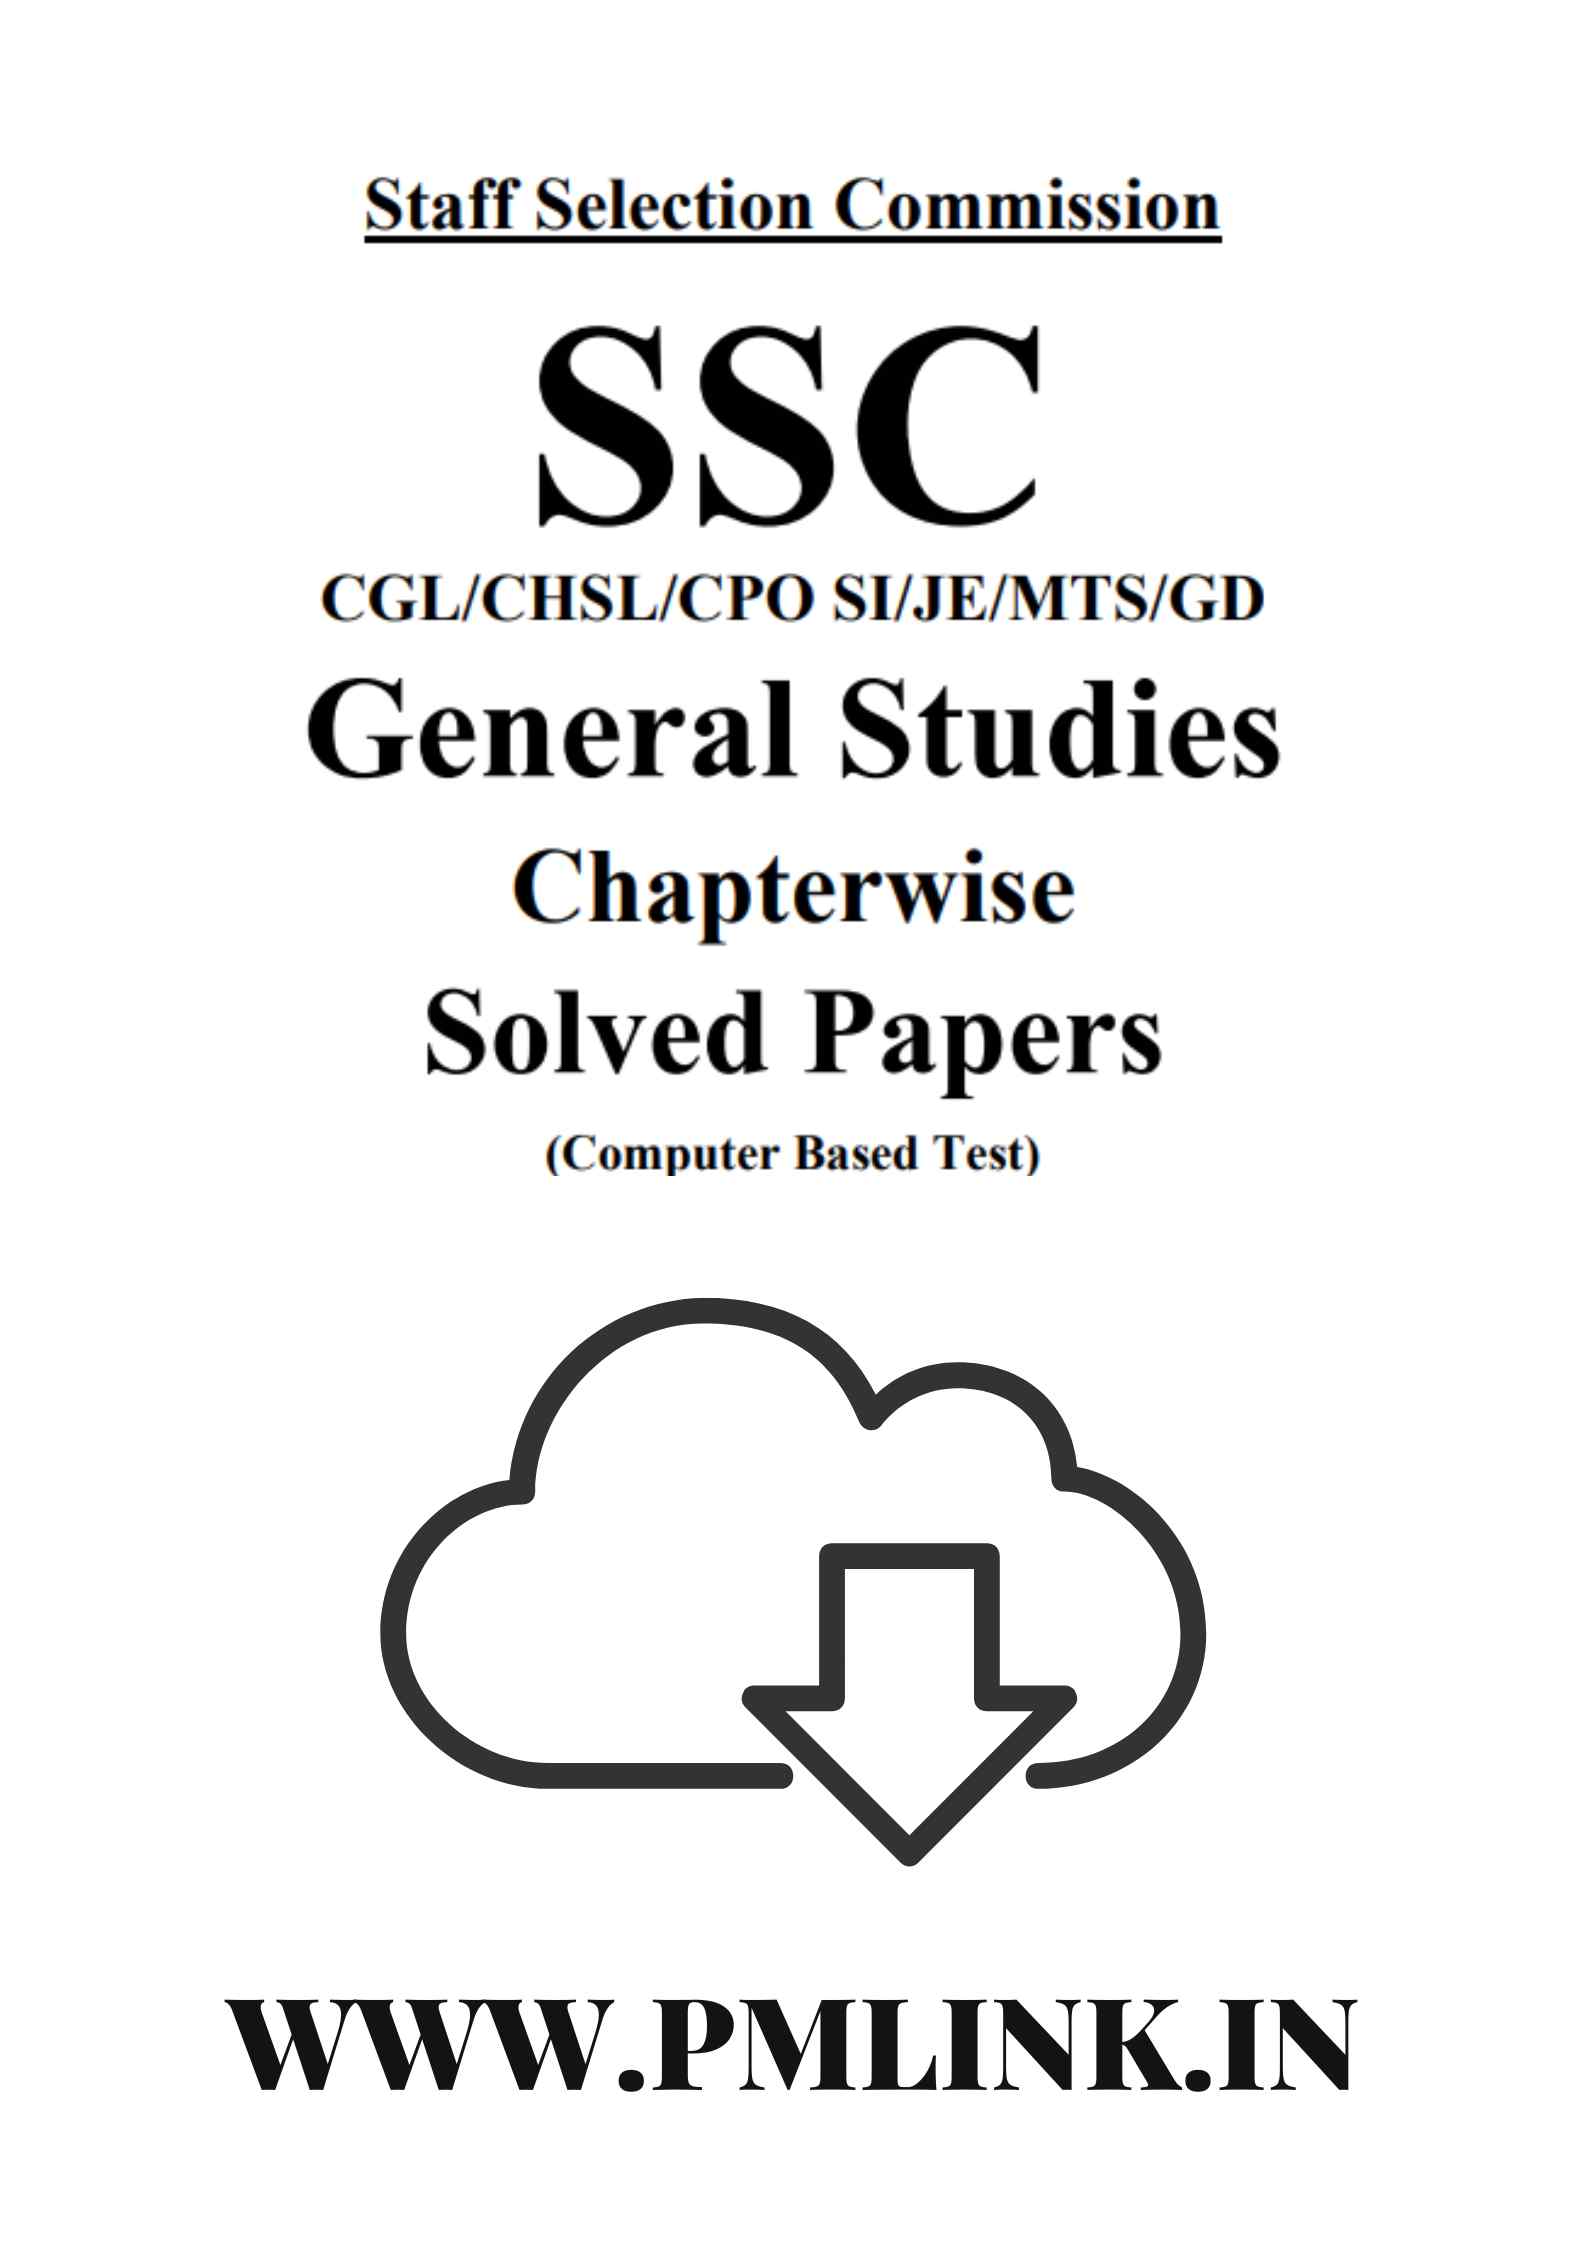 Staff Selection Commission
SSC
CGL/CHSL/CPO SI/JE/MTS/GD
General Studies
Chapterwise
Solved Papers
(Computer Based Test)
WWW.PMLINK.IN